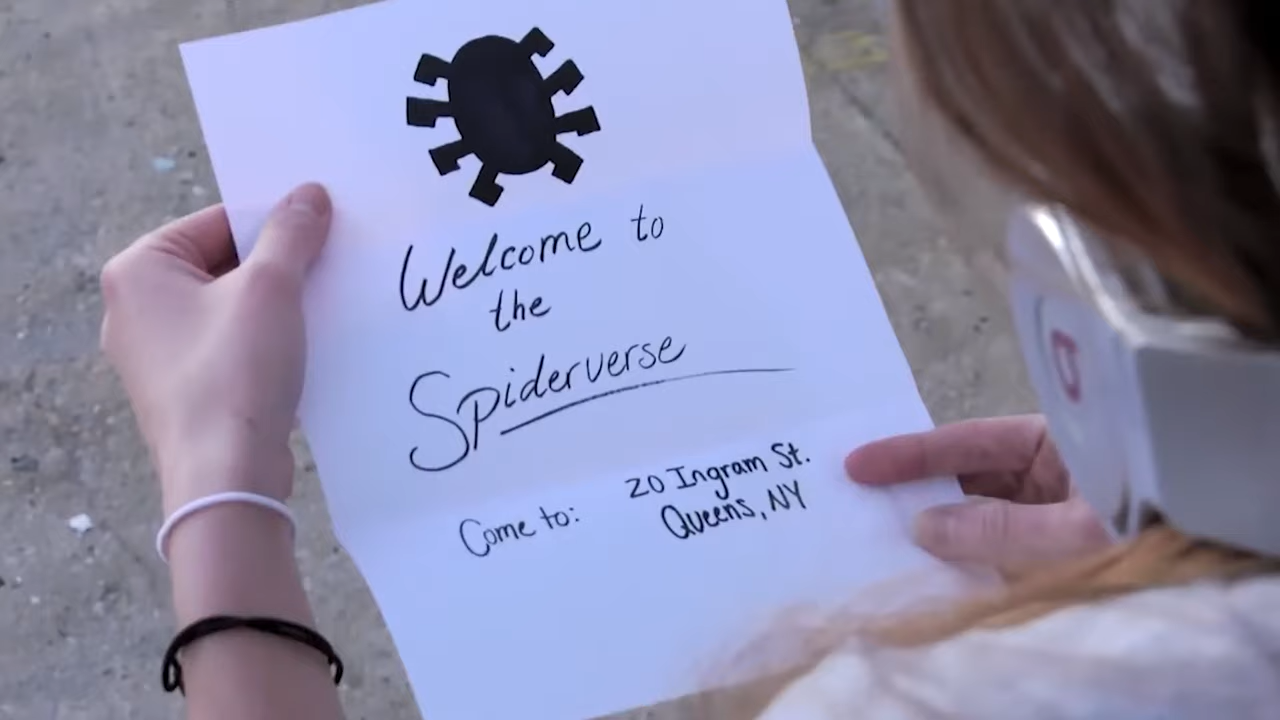 Welcome to
the
Spiderverse
Come to: 20 Ingram St.
Queens, NY